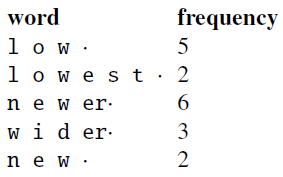 word frequency
l o w · 5
l o w e s t · 2
n e w er· 6
w i d er· 3
n e w · 2